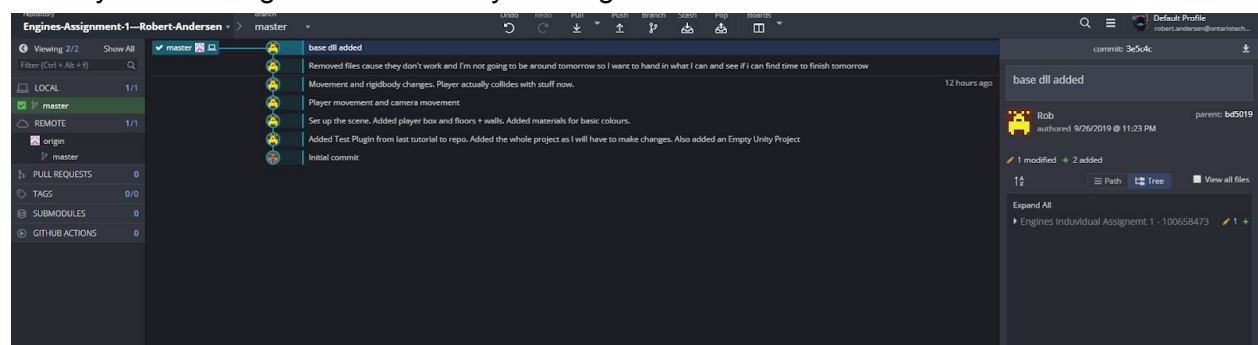 repository
Engines-Assignment-1—Robert-Andersen
branch
master
Undo Redo Pull Push Branch Stash Pop Boards
Default Profile
robert.andersen@ontariotech...
Viewing 2/2 Show All
Filter (Ctrl + Alt + f)
LOCAL 1/1
master
REMOTE 1/1
origin
master
PULL REQUESTS 0
TAGS 0/0
SUBMODULES 0
GITHUB ACTIONS 0
master
base dll added
Removed files cause they don't work and I'm not going to be around tomorrow so I want to hand in what I can and see if i can find time to finish tomorrow
Movement and rigidbody changes. Player actually collides with stuff now. 12 hours ago
Player movement and camera movement
Set up the scene. Added player box and floors + walls. Added materials for basic colours.
Added Test Plugin from last tutorial to repo. Added the whole project as I will have to make changes. Also added an Empty Unity Project
Initial commit
commit: 3e5c4c
base dll added
Rob parent: bd5019
authored 9/26/2019 @ 11:23 PM
1 modified + 2 added
Path Tree View all files
Expand All
Engines Induvidual Assignemt 1 - 100658473 1 +